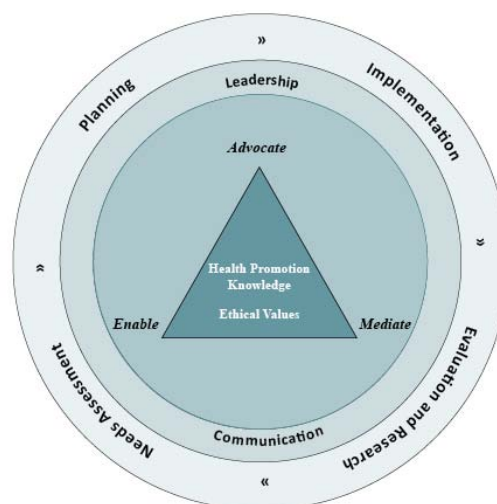 »
Planning
Implementation
Leadership
Advocate
Health Promotion
Knowledge
Ethical Values
»
»
Enable
Mediate
Needs Assessment
Evaluation and Research
Communication
»